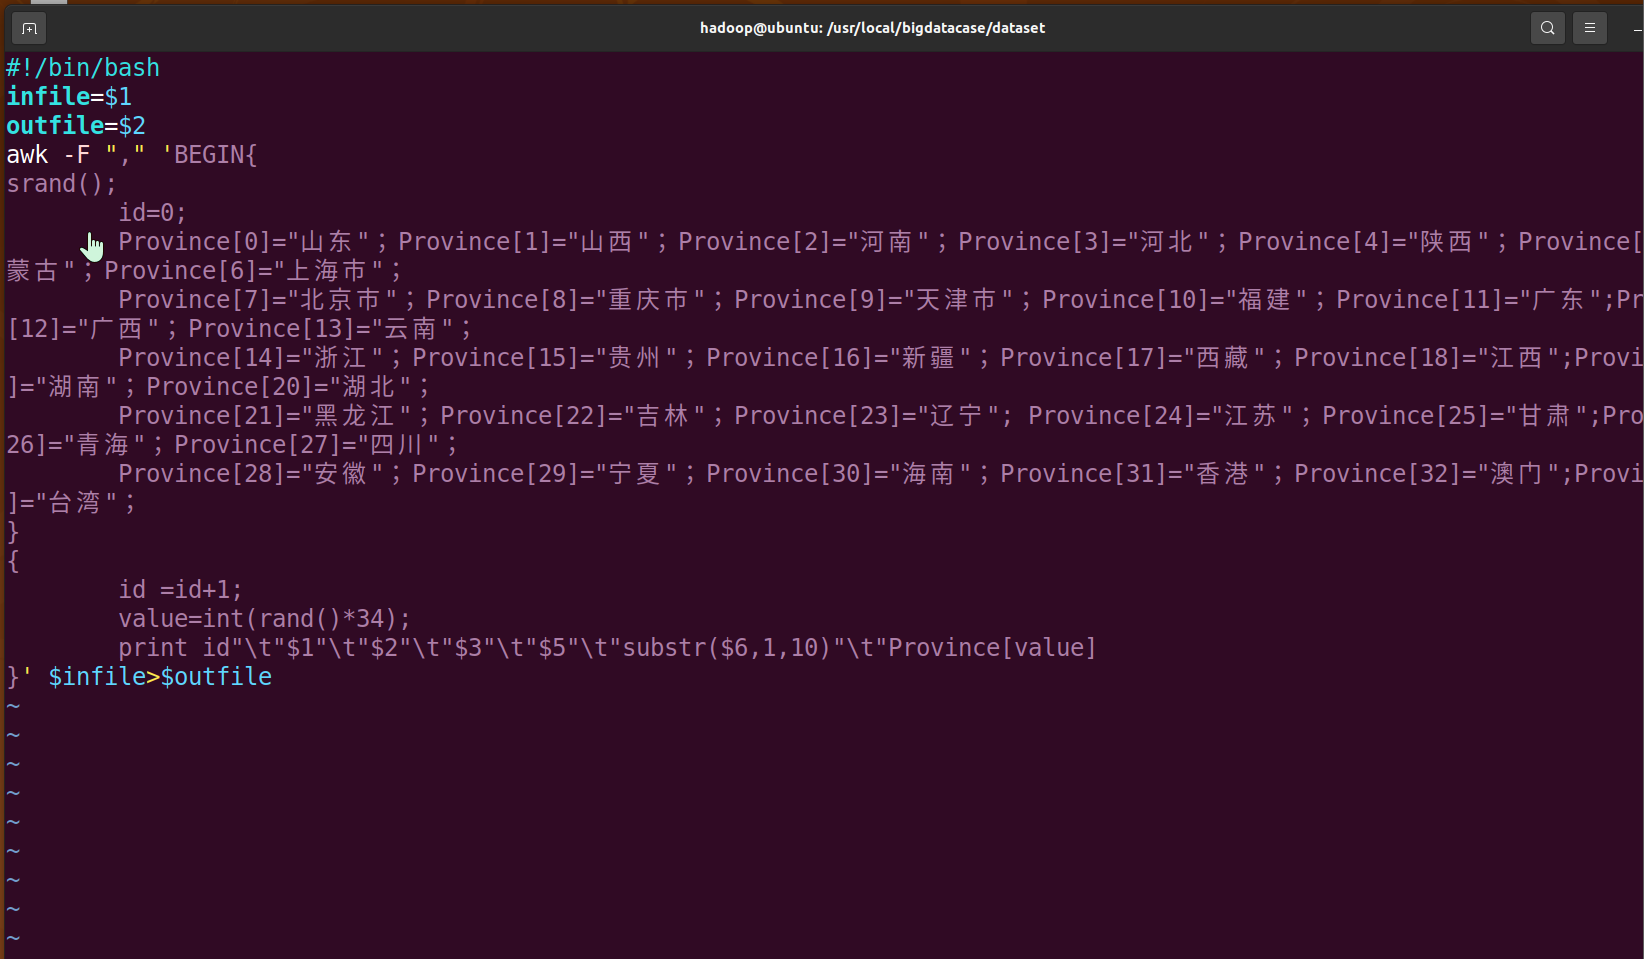 hadoop@ubuntu: /usr/local/bigdatacase/dataset
#!/bin/bash
infile=$1
outfile=$2
awk -F "," 'BEGIN{
srand();
        id=0;
        Province[0]="山东";Province[1]="山西";Province[2]="河南";Province[3]="河北";Province[4]="陕西";Province[
蒙古";Province[6]="上海市";
        Province[7]="北京市";Province[8]="重庆市";Province[9]="天津市";Province[10]="福建";Province[11]="广东";Pr
[12]="广西";Province[13]="云南";
        Province[14]="浙江";Province[15]="贵州";Province[16]="新疆";Province[17]="西藏";Province[18]="江西";Provi
]="湖南";Province[20]="湖北";
        Province[21]="黑龙江";Province[22]="吉林";Province[23]="辽宁"; Province[24]="江苏";Province[25]="甘肃";Pro
26]="青海";Province[27]="四川";
        Province[28]="安徽";Province[29]="宁夏";Province[30]="海南";Province[31]="香港";Province[32]="澳门";Provi
]="台湾";
}
{
        id =id+1;
        value=int(rand()*34);
        print id"\t"$1"\t"$2"\t"$3"\t"$5"\t"substr($6,1,10)"\t"Province[value]
}' $infile>$outfile
~
~
~
~
~
~
~
~
~